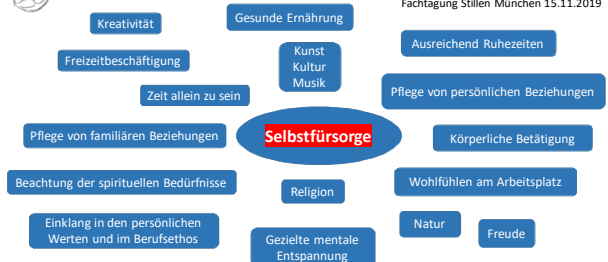 Fachtagung Stillen München 15.11.2019
Kreativität
Gesunde Ernährung
Ausreichend Ruhezeiten
Freizeitbeschäftigung
Kunst
Kultur
Musik
Zeit allein zu sein
Pflege von persönlichen Beziehungen
Pflege von familiären Beziehungen
Selbstfürsorge
Körperliche Betätigung
Beachtung der spirituellen Bedürfnisse
Religion
Wohlfühlen am Arbeitsplatz
Einklang in den persönlichen
Werten und im Berufsethos
Gezielte mentale
Entspannung
Natur
Freude